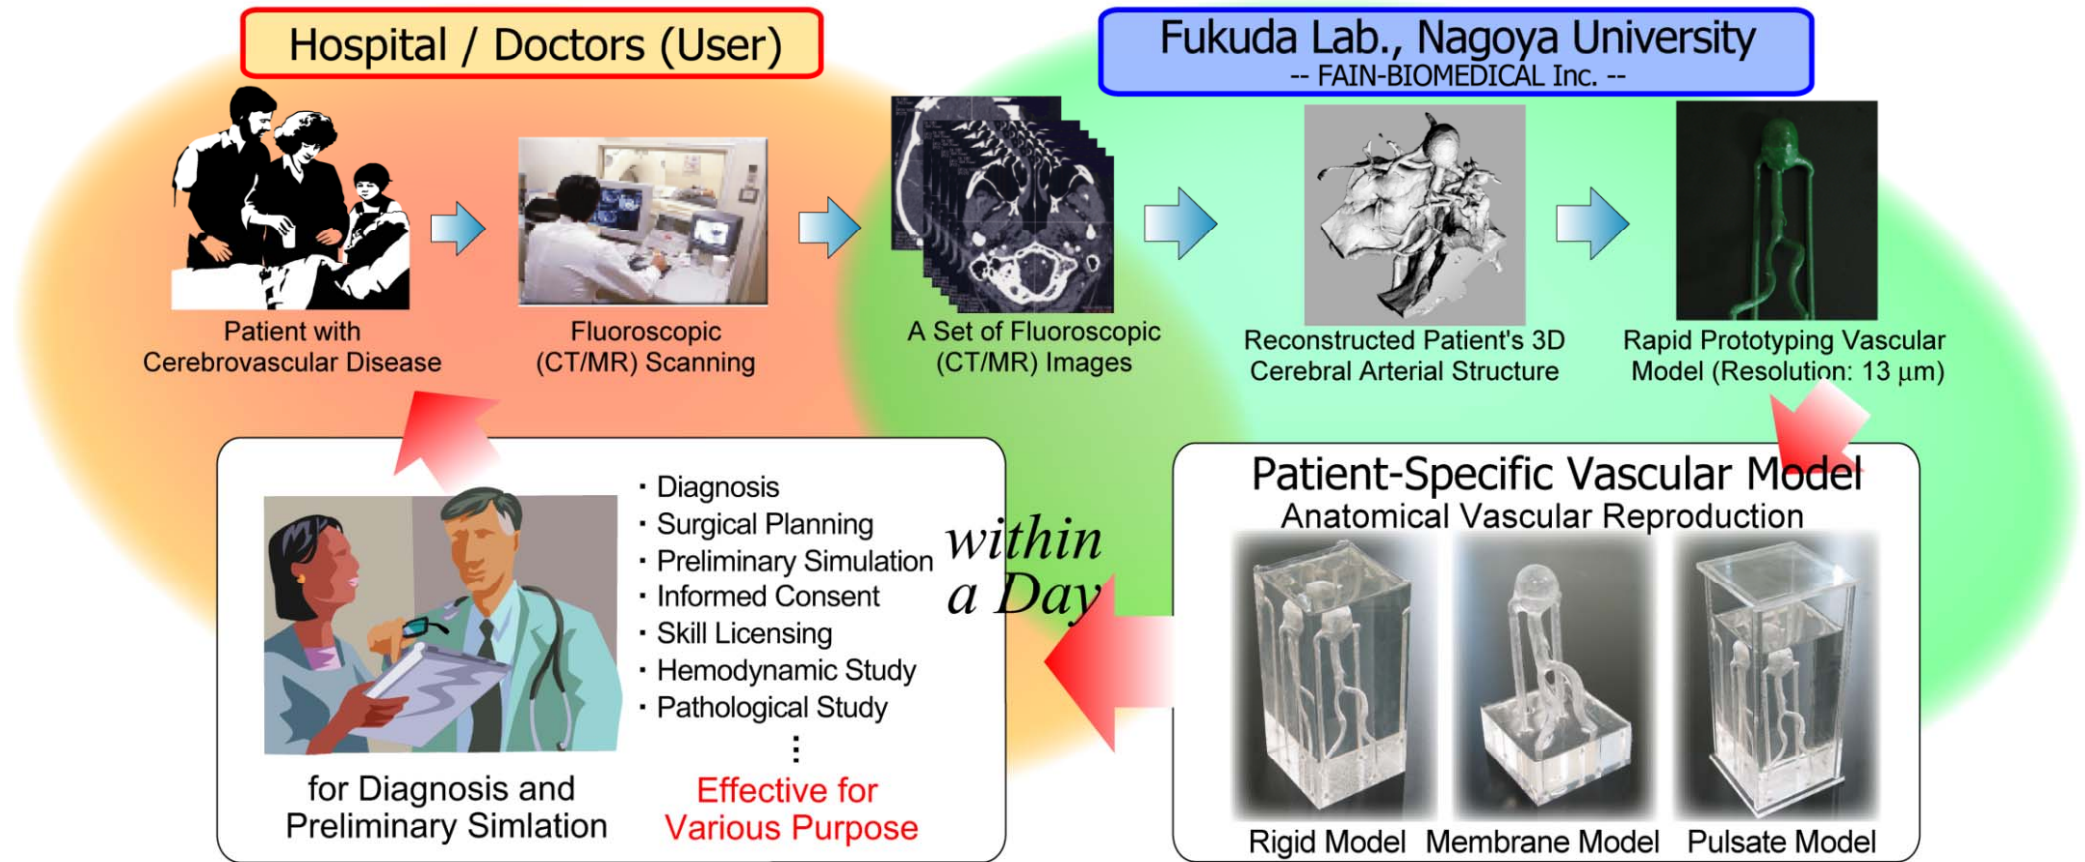 Hospital / Doctors (User)
Fukuda Lab., Nagoya University
-- FAIN-BIOMEDICAL Inc. --
Patient with
Cerebrovascular Disease
Fluoroscopic
(CT/MR) Scanning
A Set of Fluoroscopic
(CT/MR) Images
Reconstructed Patient's 3D
Cerebral Arterial Structure
Rapid Prototyping Vascular
Model (Resolution: 13 μm)
Patient-Specific Vascular Model
Anatomical Vascular Reproduction
Rigid Model
Membrane Model
Pulsate Model
within
a Day
· Diagnosis
· Surgical Planning
· Preliminary Simulation
· Informed Consent
· Skill Licensing
· Hemodynamic Study
· Pathological Study
⋮
Effective for
Various Purpose
for Diagnosis and
Preliminary Simlation